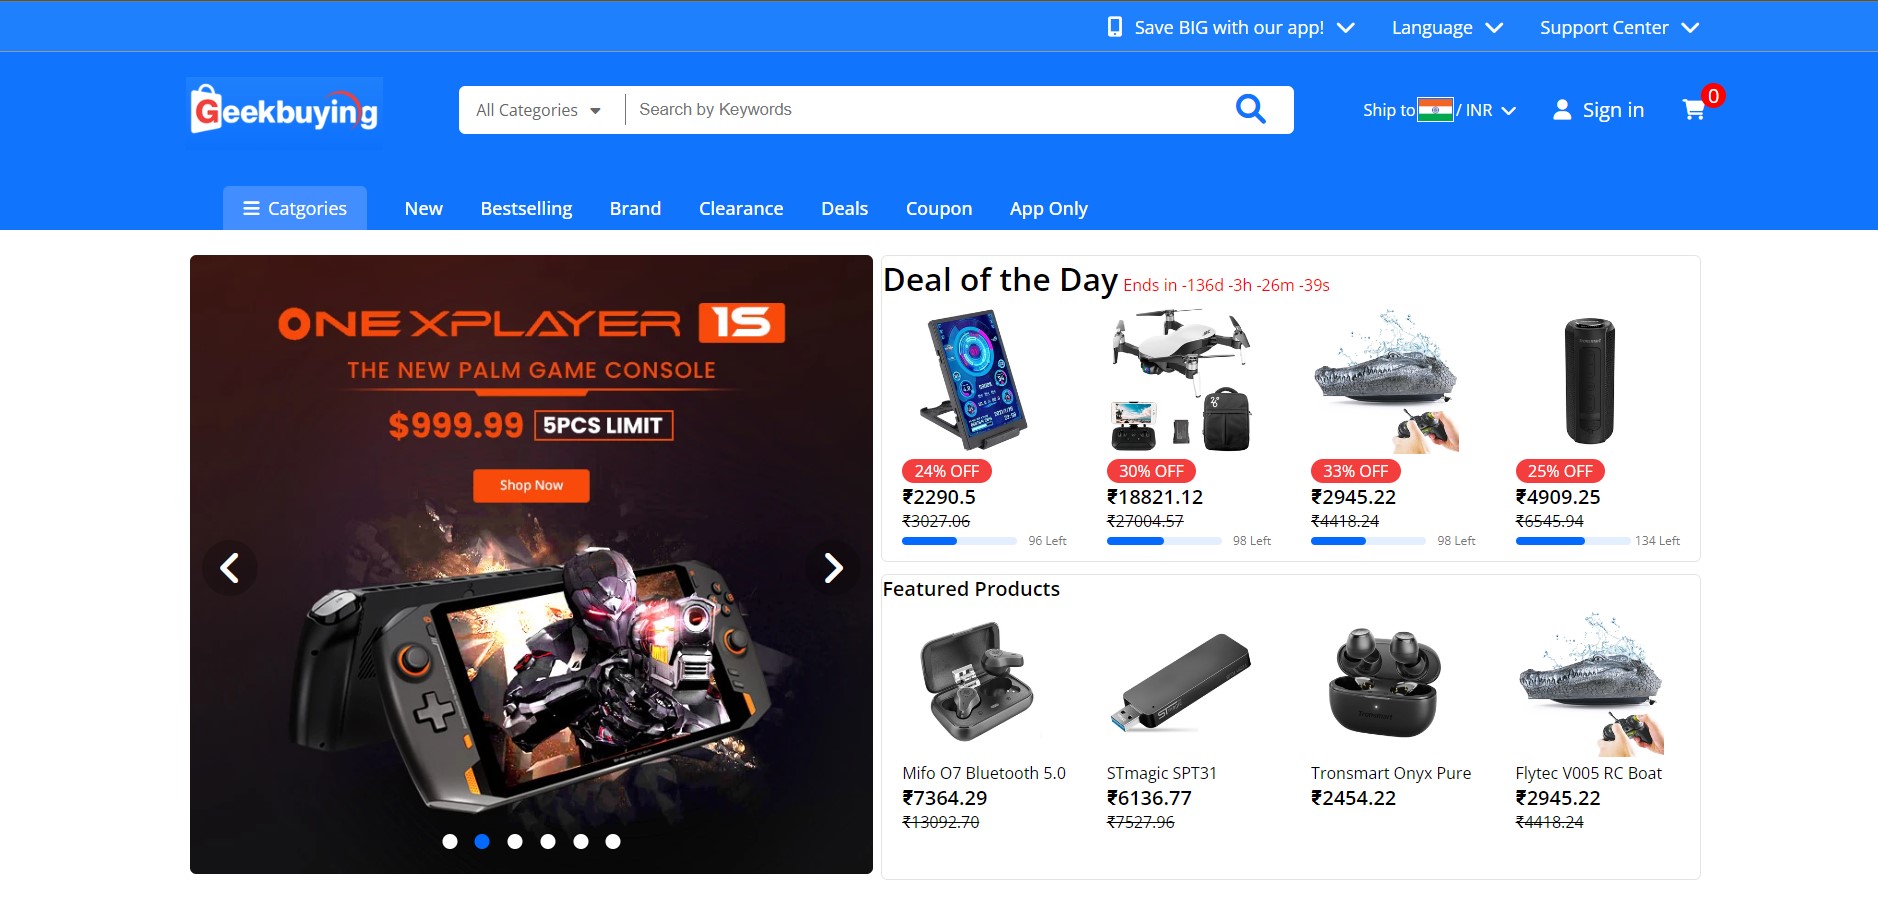 Save BIG with our app!
Language
Support Center
Geekbuying
All Categories
Search by Keywords
Ship to / INR
Sign in
0
Catgories
New
Bestselling
Brand
Clearance
Deals
Coupon
App Only
ONEXPLAYER 1S
THE NEW PALM GAME CONSOLE
$999.99 5PCS LIMIT
Shop Now
Deal of the Day Ends in -136d -3h -26m -39s
24% OFF
₹2290.5
₹3027.06
96 Left
30% OFF
₹18821.12
₹27004.57
98 Left
33% OFF
₹2945.22
₹4418.24
98 Left
25% OFF
₹4909.25
₹6545.94
134 Left
Featured Products
Mifo O7 Bluetooth 5.0
₹7364.29
₹13092.70
STmagic SPT31
₹6136.77
₹7527.96
Tronsmart Onyx Pure
₹2454.22
Flytec V005 RC Boat
₹2945.22
₹4418.24